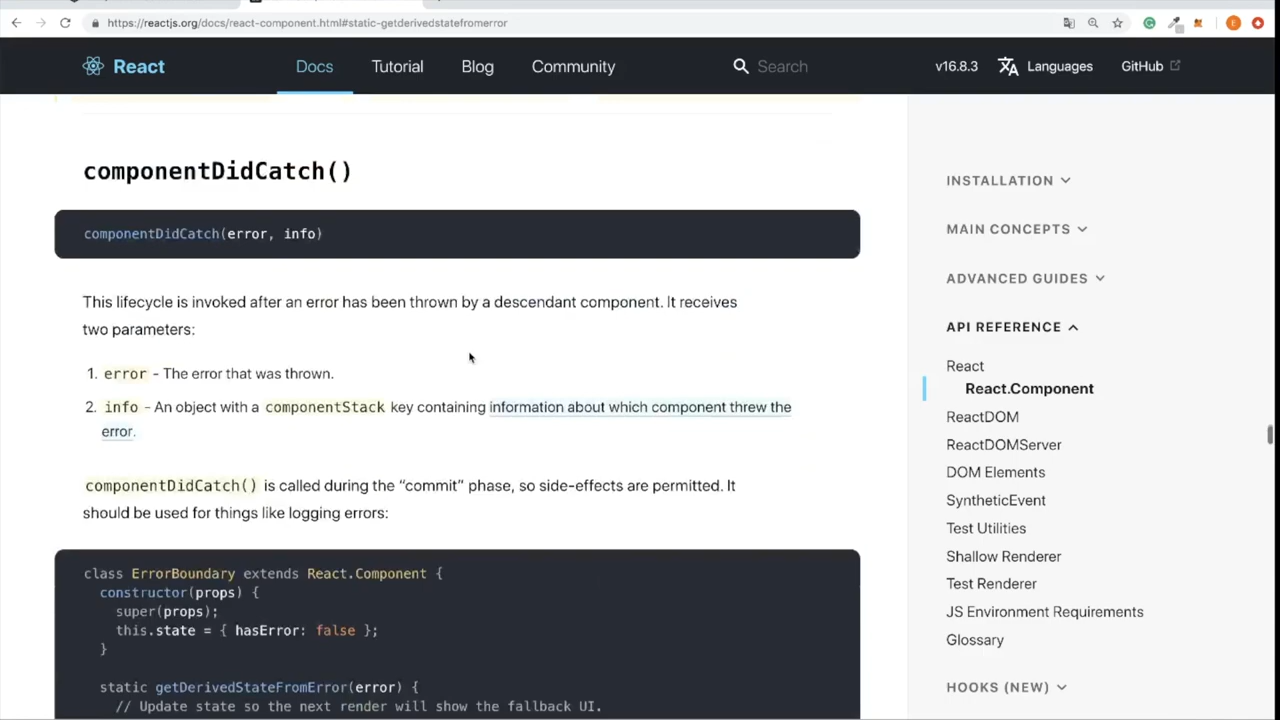 https://reactjs.org/docs/react-component.html#static-getderivedstatefromerror
React Docs Tutorial Blog Community Search v16.8.3 Languages GitHub
componentDidCatch()
componentDidCatch(error, info)
This lifecycle is invoked after an error has been thrown by a descendant component. It receives
two parameters:
1. error - The error that was thrown.
2. info - An object with a componentStack key containing information about which component threw the
error.
componentDidCatch() is called during the “commit” phase, so side-effects are permitted. It
should be used for things like logging errors:
class ErrorBoundary extends React.Component {
constructor(props) {
super(props);
this.state = { hasError: false };
}
static getDerivedStateFromError(error) {
// Update state so the next render will show the fallback UI.
INSTALLATION
MAIN CONCEPTS
ADVANCED GUIDES
API REFERENCE
React
React.Component
ReactDOM
ReactDOMServer
DOM Elements
SyntheticEvent
Test Utilities
Shallow Renderer
Test Renderer
JS Environment Requirements
Glossary
HOOKS (NEW)